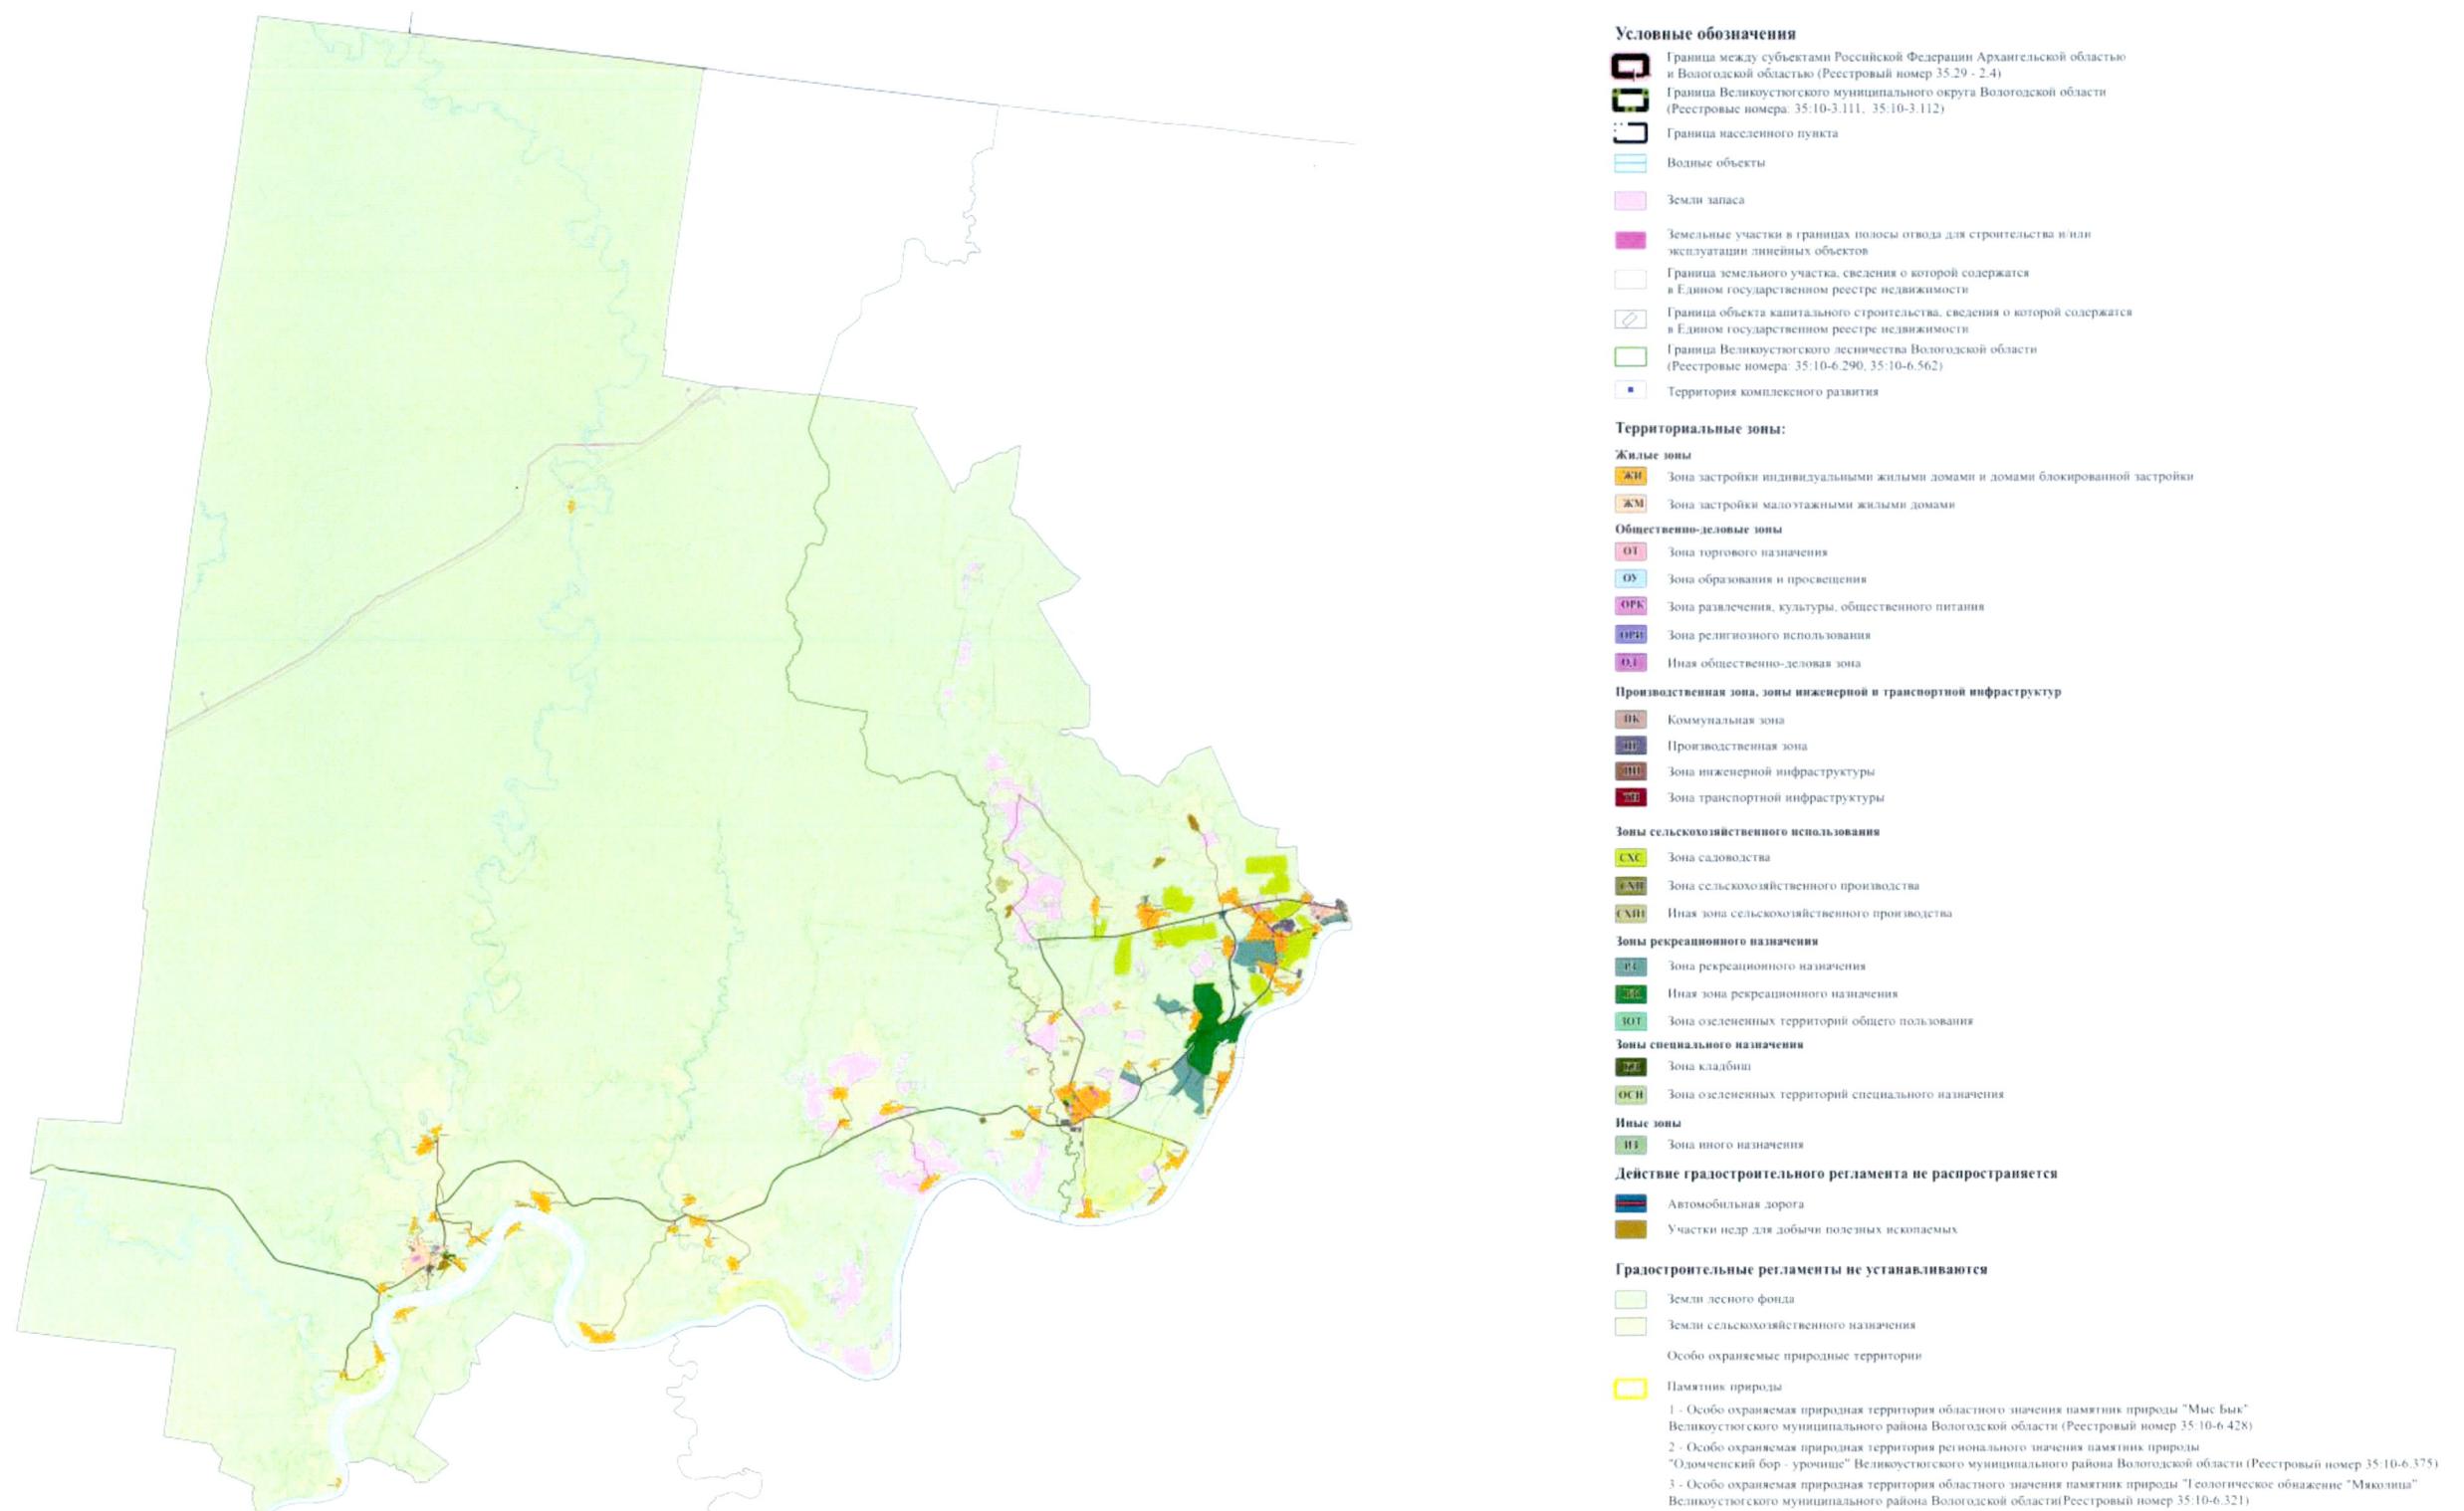 Условные обозначения
Граница между субъектами Российской Федерации Архангельской областью
и Вологодской областью (Реестровый номер 35.29 - 2.4)
Граница Великоустюгского муниципального округа Вологодской области
(Реестровые номера: 35:10-3.111, 35:10-3.112)
Граница населенного пункта
Водные объекты
Земли запаса
Земельные участки в границах полосы отвода для строительства и/или
эксплуатации линейных объектов
Граница земельного участка, сведения о которой содержатся
в Едином государственном реестре недвижимости
Граница объекта капитального строительства, сведения о которой содержатся
в Едином государственном реестре недвижимости
Граница Великоустюгского лесничества Вологодской области
(Реестровые номера: 35:10-6.290, 35:10-6.562)
Территория комплексного развития
Территориальные зоны:
Жилые зоны
ЖИ Зона застройки индивидуальными жилыми домами и домами блокированной застройки
ЖМ Зона застройки малоэтажными жилыми домами
Общественно-деловые зоны
ОТ Зона торгового назначения
ОУ Зона образования и просвещения
ОРК Зона развлечения, культуры, общественного питания
ОРИ Зона религиозного использования
Иная общественно-деловая зона
Производственная зона, зоны инженерной и транспортной инфраструктур
ПК Коммунальная зона
Производственная зона
Зона инженерной инфраструктуры
Зона транспортной инфраструктуры
Зоны сельскохозяйственного использования
СХС Зона садоводства
Зона сельскохозяйственного производства
Иная зона сельскохозяйственного производства
Зоны рекреационного назначения
Зона рекреационного назначения
Иная зона рекреационного назначения
ЗОТ Зона озелененных территорий общего пользования
Зоны специального назначения
Зона кладбищ
ОСН Зона озелененных территорий специального назначения
Иные зоны
ИЗ Зона иного назначения
Действие градостроительного регламента не распространяется
Автомобильная дорога
Участки недр для добычи полезных ископаемых
Градостроительные регламенты не устанавливаются
Земли лесного фонда
Земли сельскохозяйственного назначения
Особо охраняемые природные территории
Памятник природы
1 - Особо охраняемая природная территория областного значения памятник природы "Мыс Бык"
Великоустюгского муниципального района Вологодской области (Реестровый номер 35:10-6.428)
2 - Особо охраняемая природная территория регионального значения памятник природы
"Одомченский бор - урочище" Великоустюгского муниципального района Вологодской области (Реестровый номер 35:10-6.375)
3 - Особо охраняемая природная территория областного значения памятник природы "Геологическое обнажение "Мяколица"
Великоустюгского муниципального района Вологодской области(Реестровый номер 35:10-6.321)